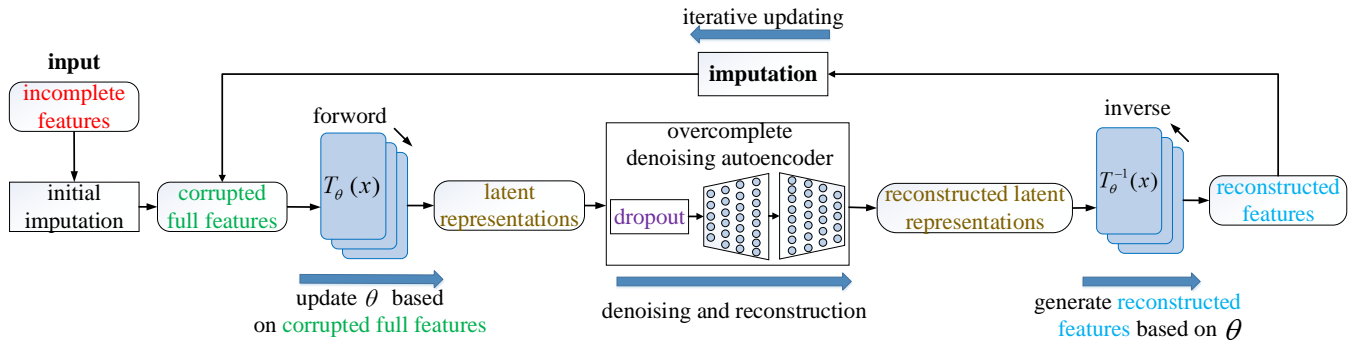 iterative updating
imputation
input
incomplete
features
initial
imputation
corrupted
full features
forword
T_θ (x)
update θ based
on corrupted full features
latent
representations
overcomplete
denoising autoencoder
dropout
denoising and reconstruction
reconstructed latent
representations
inverse
T_θ^{-1}(x)
generate reconstructed
features based on θ
reconstructed
features